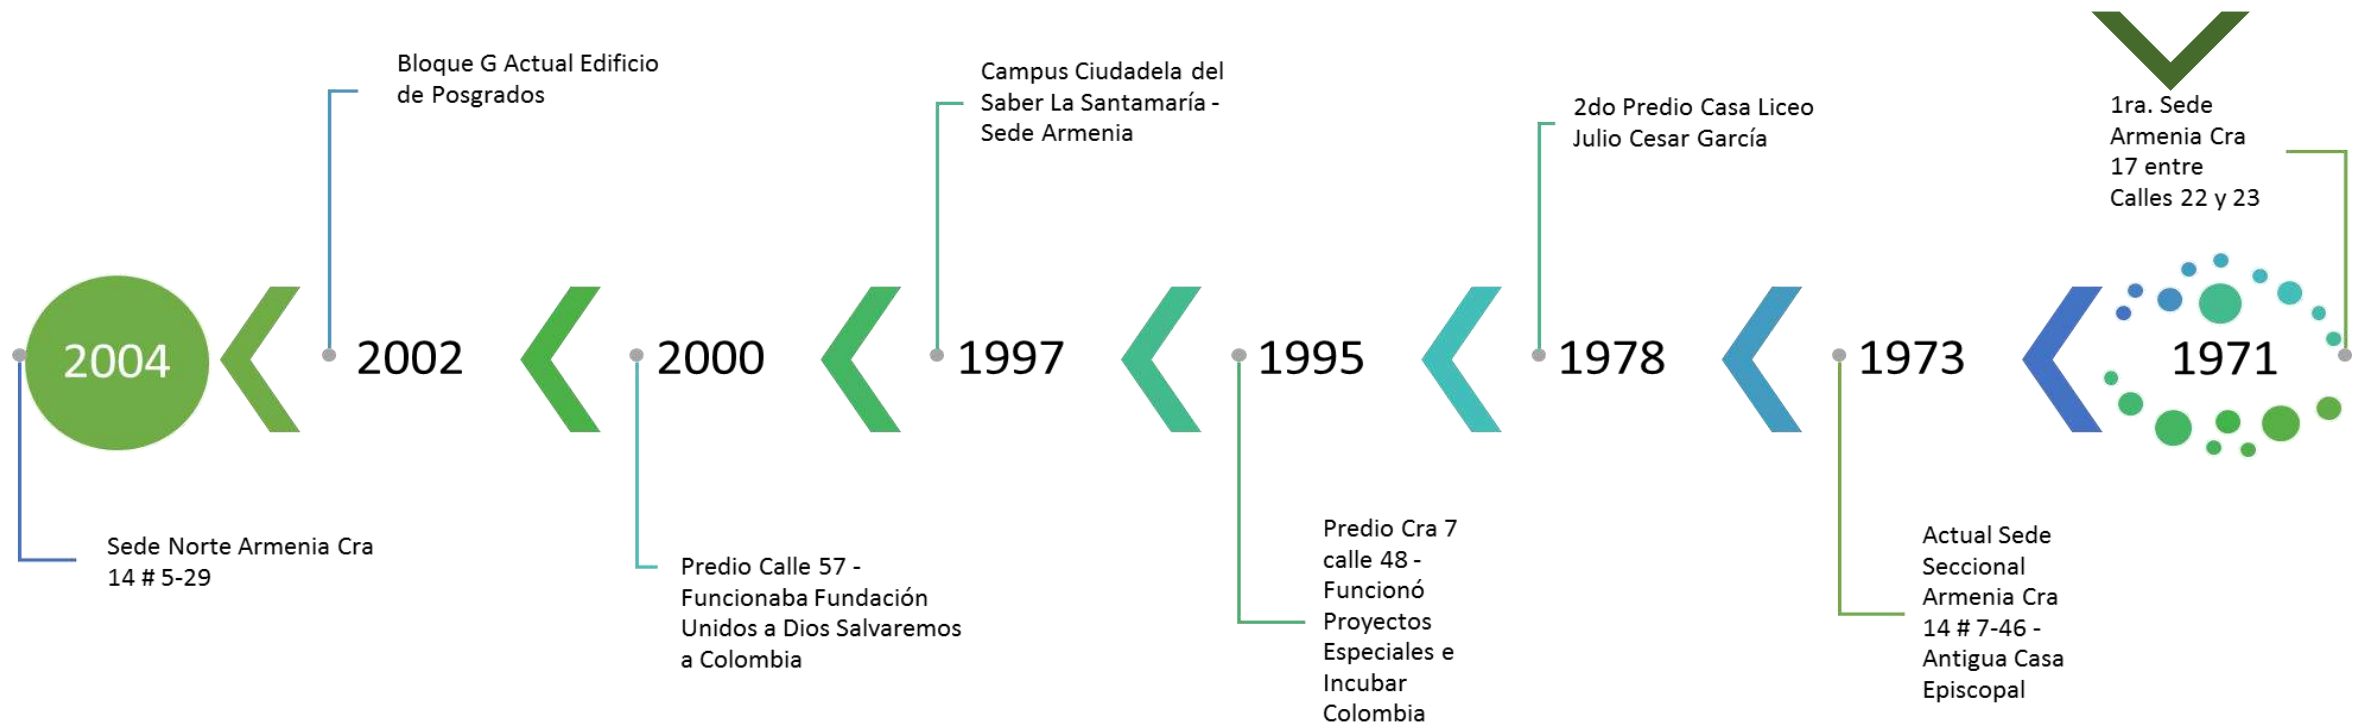 Bloque G Actual Edificio
de Posgrados
Campus Ciudadela del
Saber La Santamaría -
Sede Armenia
2do Predio Casa Liceo
Julio Cesar García
1ra. Sede
Armenia Cra
17 entre
Calles 22 y 23
2004
2002
2000
1997
1995
1978
1973
1971
Sede Norte Armenia Cra
14 # 5-29
Predio Calle 57 -
Funcionaba Fundación
Unidos a Dios Salvaremos
a Colombia
Predio Cra 7
calle 48 -
Funcionó
Proyectos
Especiales e
Incubar
Colombia
Actual Sede
Seccional
Armenia Cra
14 # 7-46 -
Antigua Casa
Episcopal